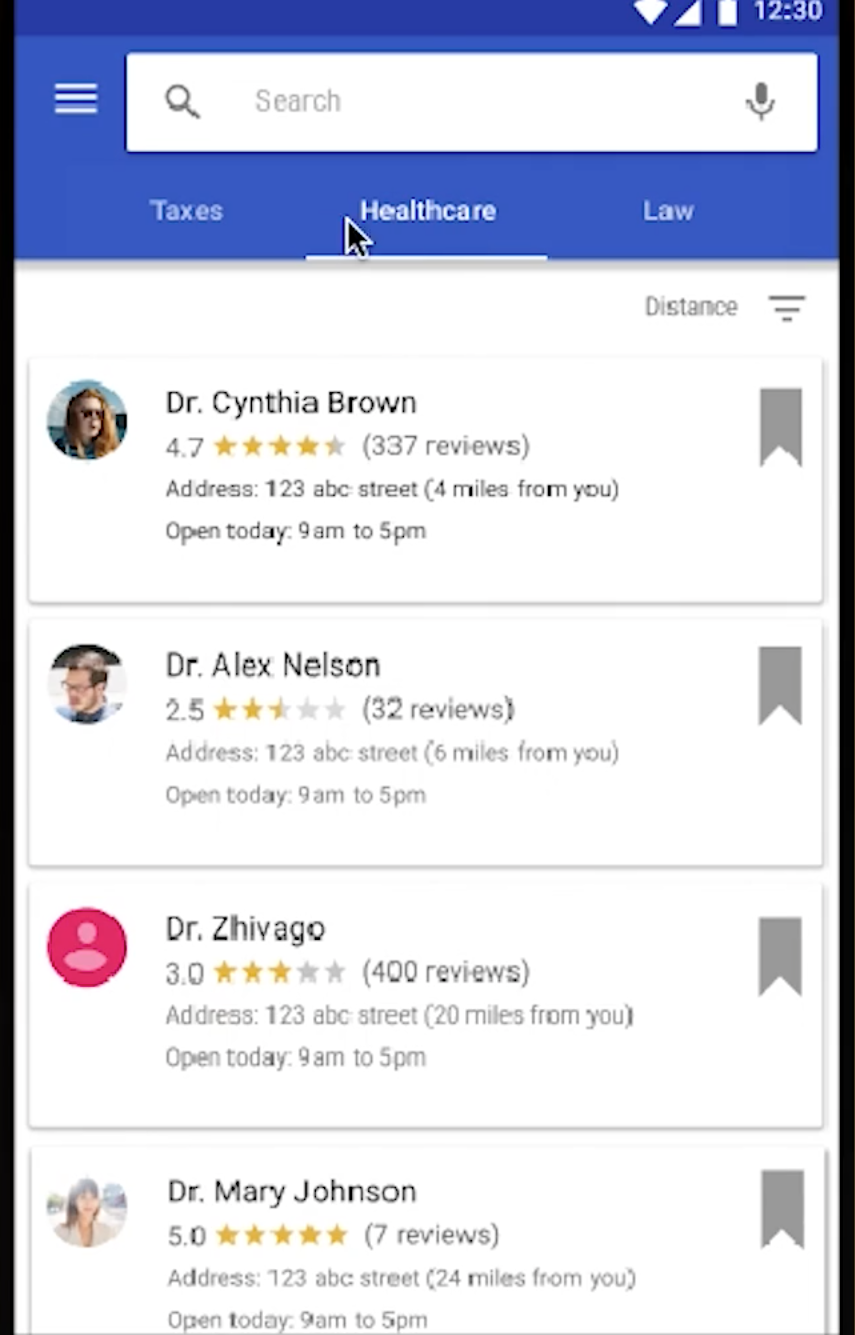 12:30
Search
Taxes Healthcare Law
Distance
Dr. Cynthia Brown
4.7 (337 reviews)
Address: 123 abc street (4 miles from you)
Open today: 9am to 5pm
Dr. Alex Nelson
2.5 (32 reviews)
Address: 123 abc street (6 miles from you)
Open today: 9am to 5pm
Dr. Zhivago
3.0 (400 reviews)
Address: 123 abc street (20 miles from you)
Open today: 9am to 5pm
Dr. Mary Johnson
5.0 (7 reviews)
Address: 123 abc street (24 miles from you)
Open today: 9am to 5pm